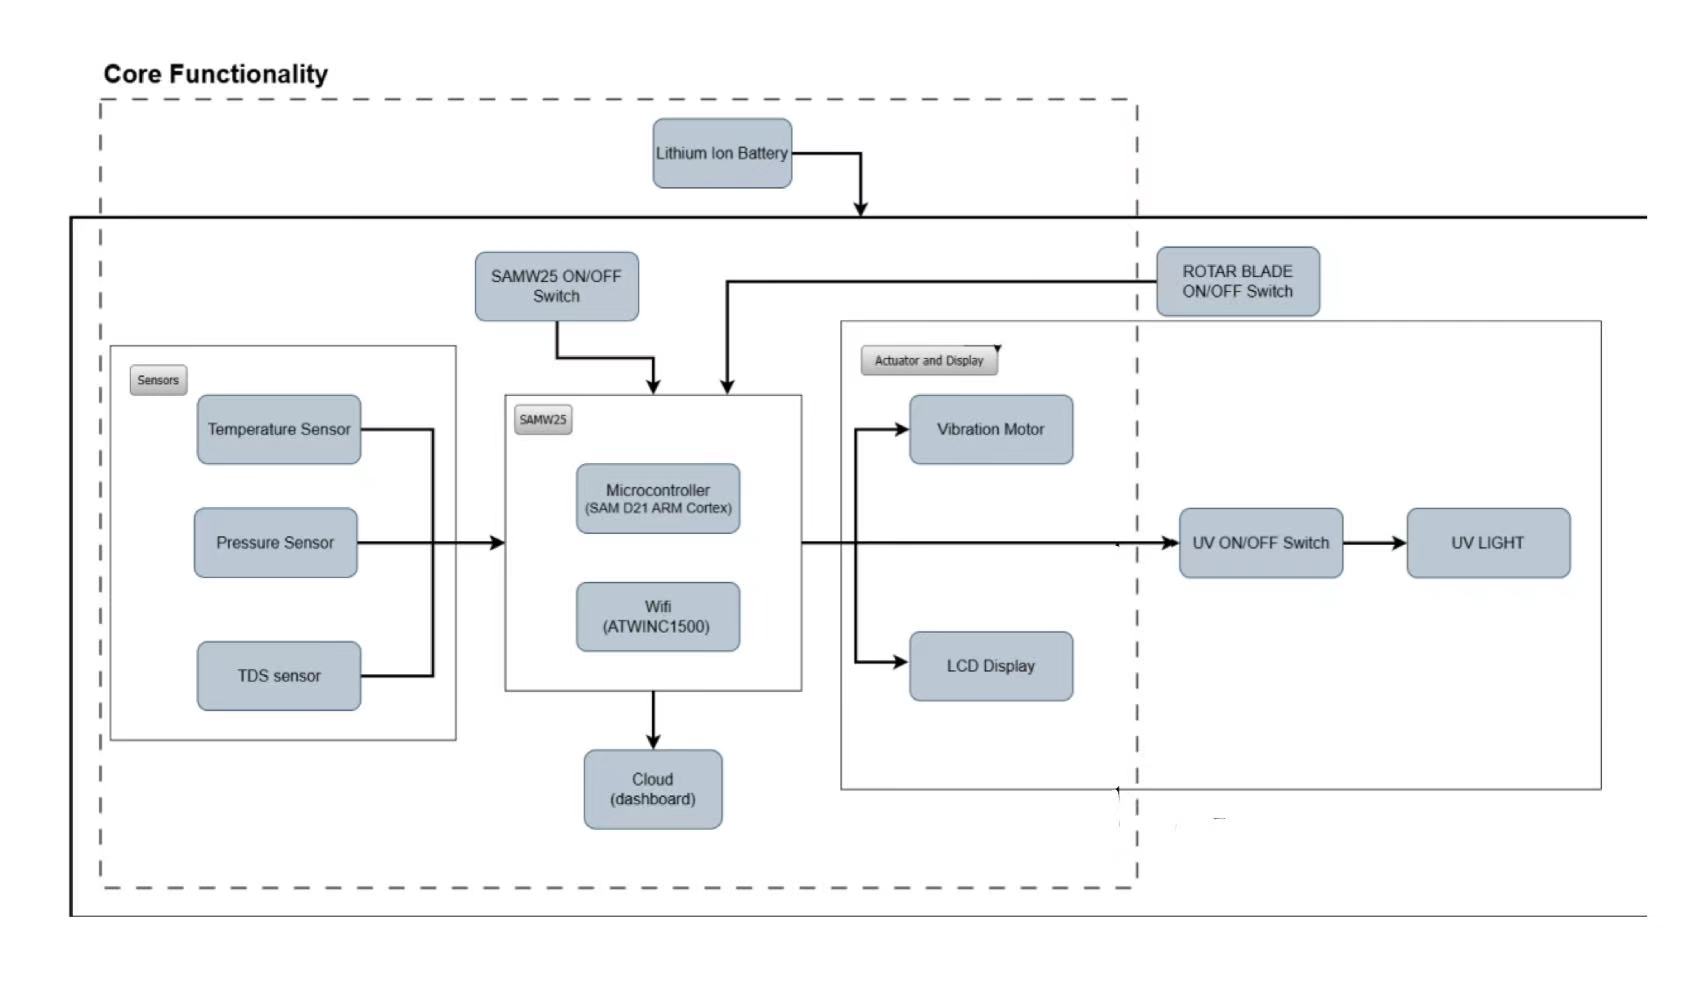 Core Functionality
Lithium Ion Battery
SAMW25 ON/OFF
Switch
ROTAR BLADE
ON/OFF Switch
Sensors
Temperature Sensor
Pressure Sensor
TDS sensor
SAMW25
Microcontroller
(SAM D21 ARM Cortex)
Wifi
(ATWINC1500)
Cloud
(dashboard)
Actuator and Display
Vibration Motor
UV ON/OFF Switch
UV LIGHT
LCD Display